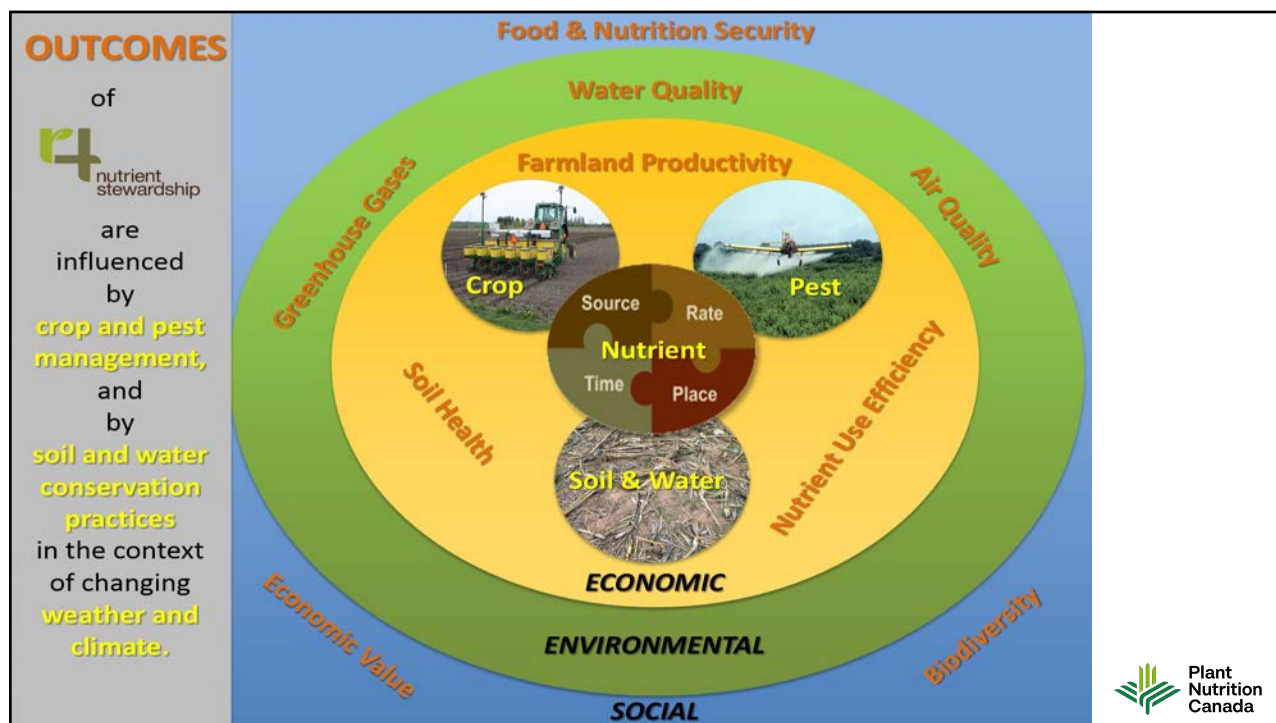 OUTCOMES
of
r4
nutrient
stewardship
are
influenced
by
crop and pest
management,
and
by
soil and water
conservation
practices
in the context
of changing
weather and
climate.
Food & Nutrition Security
Water Quality
Greenhouse Gases
Air Quality
Farmland Productivity
Crop
Pest
Source
Rate
Nutrient
Time
Place
Soil Health
Nutrient Use Efficiency
Soil & Water
ECONOMIC
Economic Value
ENVIRONMENTAL
Biodiversity
SOCIAL
Plant
Nutrition
Canada